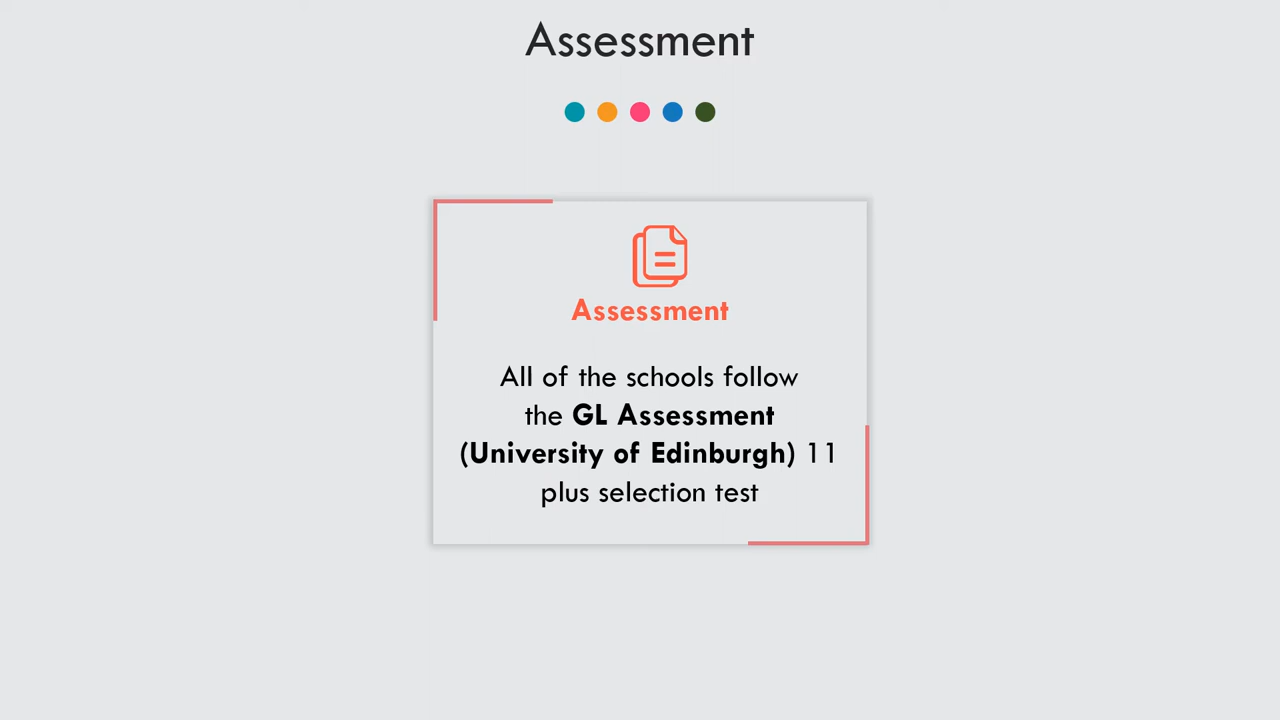 Assessment
Assessment
All of the schools follow
the GL Assessment
(University of Edinburgh) 11
plus selection test